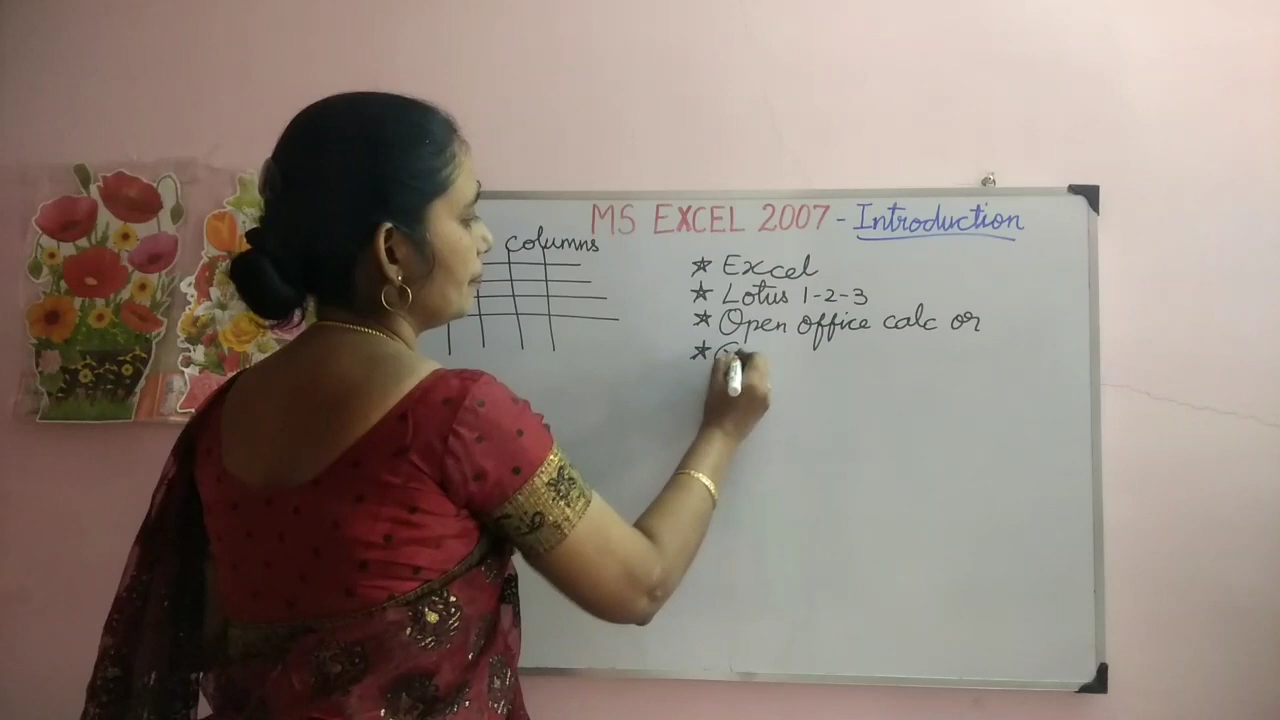 MS EXCEL 2007 - Introduction
columns
★ Excel
★ Lotus 1-2-3
★ Open office calc or
★